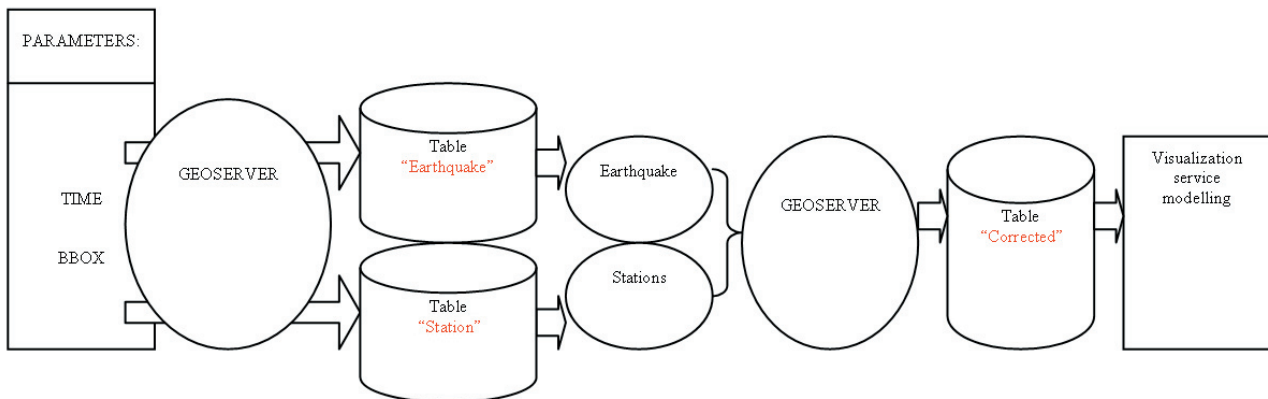 PARAMETERS:
TIME
BBOX
GEOSERVER
Table
“Earthquake”
Table
“Station”
Earthquake
Stations
GEOSERVER
Table
“Corrected”
Visualization
service
modelling